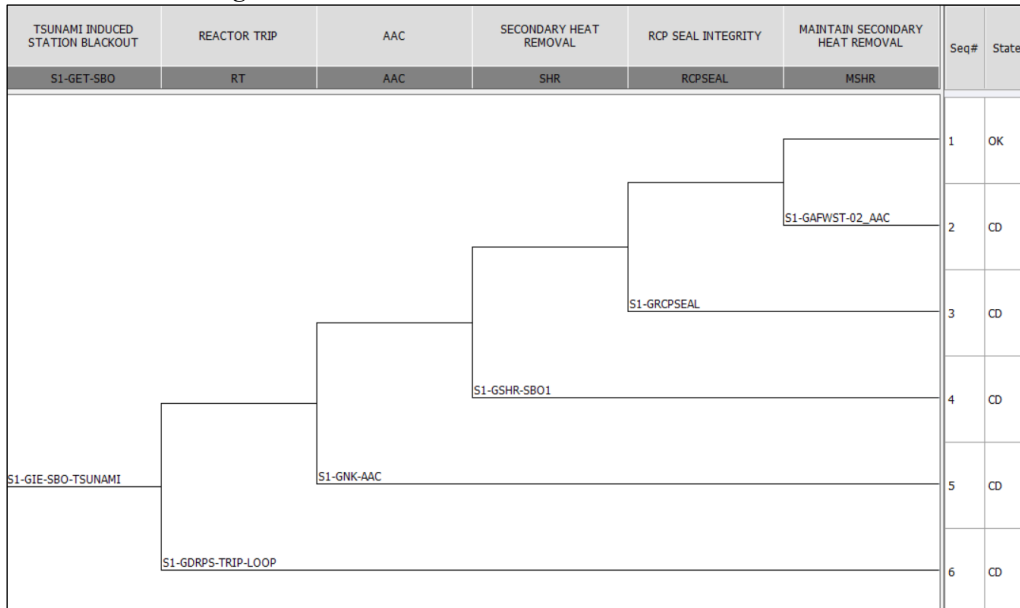 TSUNAMI INDUCED
STATION BLACKOUT
REACTOR TRIP
AAC
SECONDARY HEAT
REMOVAL
RCP SEAL INTEGRITY
MAINTAIN SECONDARY
HEAT REMOVAL
Seq#
State
S1-GET-SBO
RT
AAC
SHR
RCPSEAL
MSHR
1
OK
S1-GAFWST-02_AAC
2
CD
S1-GRCPSEAL
3
CD
S1-GSHR-SBO1
4
CD
S1-GIE-SBO-TSUNAMI
S1-GNK-AAC
5
CD
S1-GDRPS-TRIP-LOOP
6
CD